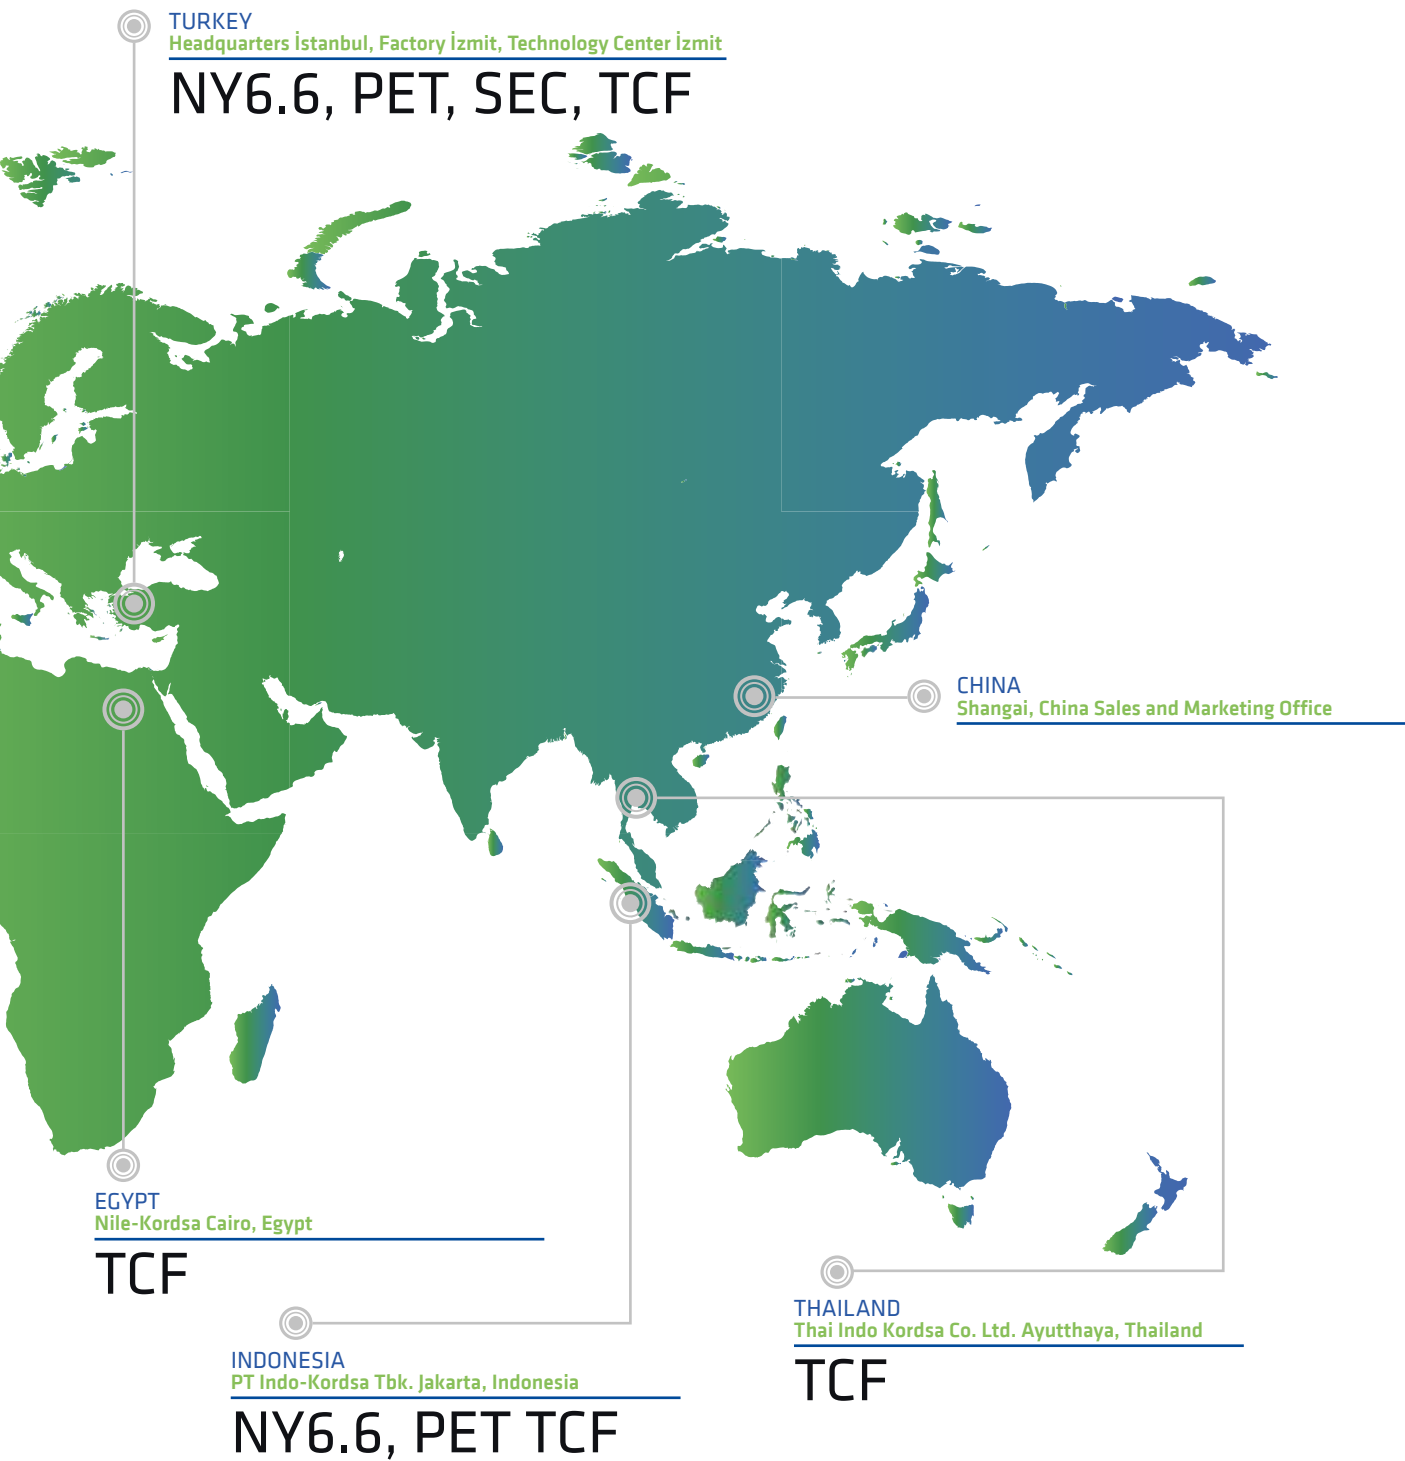 TURKEY
Headquarters İstanbul, Factory İzmit, Technology Center İzmit
NY6.6, PET, SEC, TCF
CHINA
Shangai, China Sales and Marketing Office
EGYPT
Nile-Kordsa Cairo, Egypt
TCF
THAILAND
Thai Indo Kordsa Co. Ltd. Ayutthaya, Thailand
TCF
INDONESIA
PT Indo-Kordsa Tbk. Jakarta, Indonesia
NY6.6, PET TCF